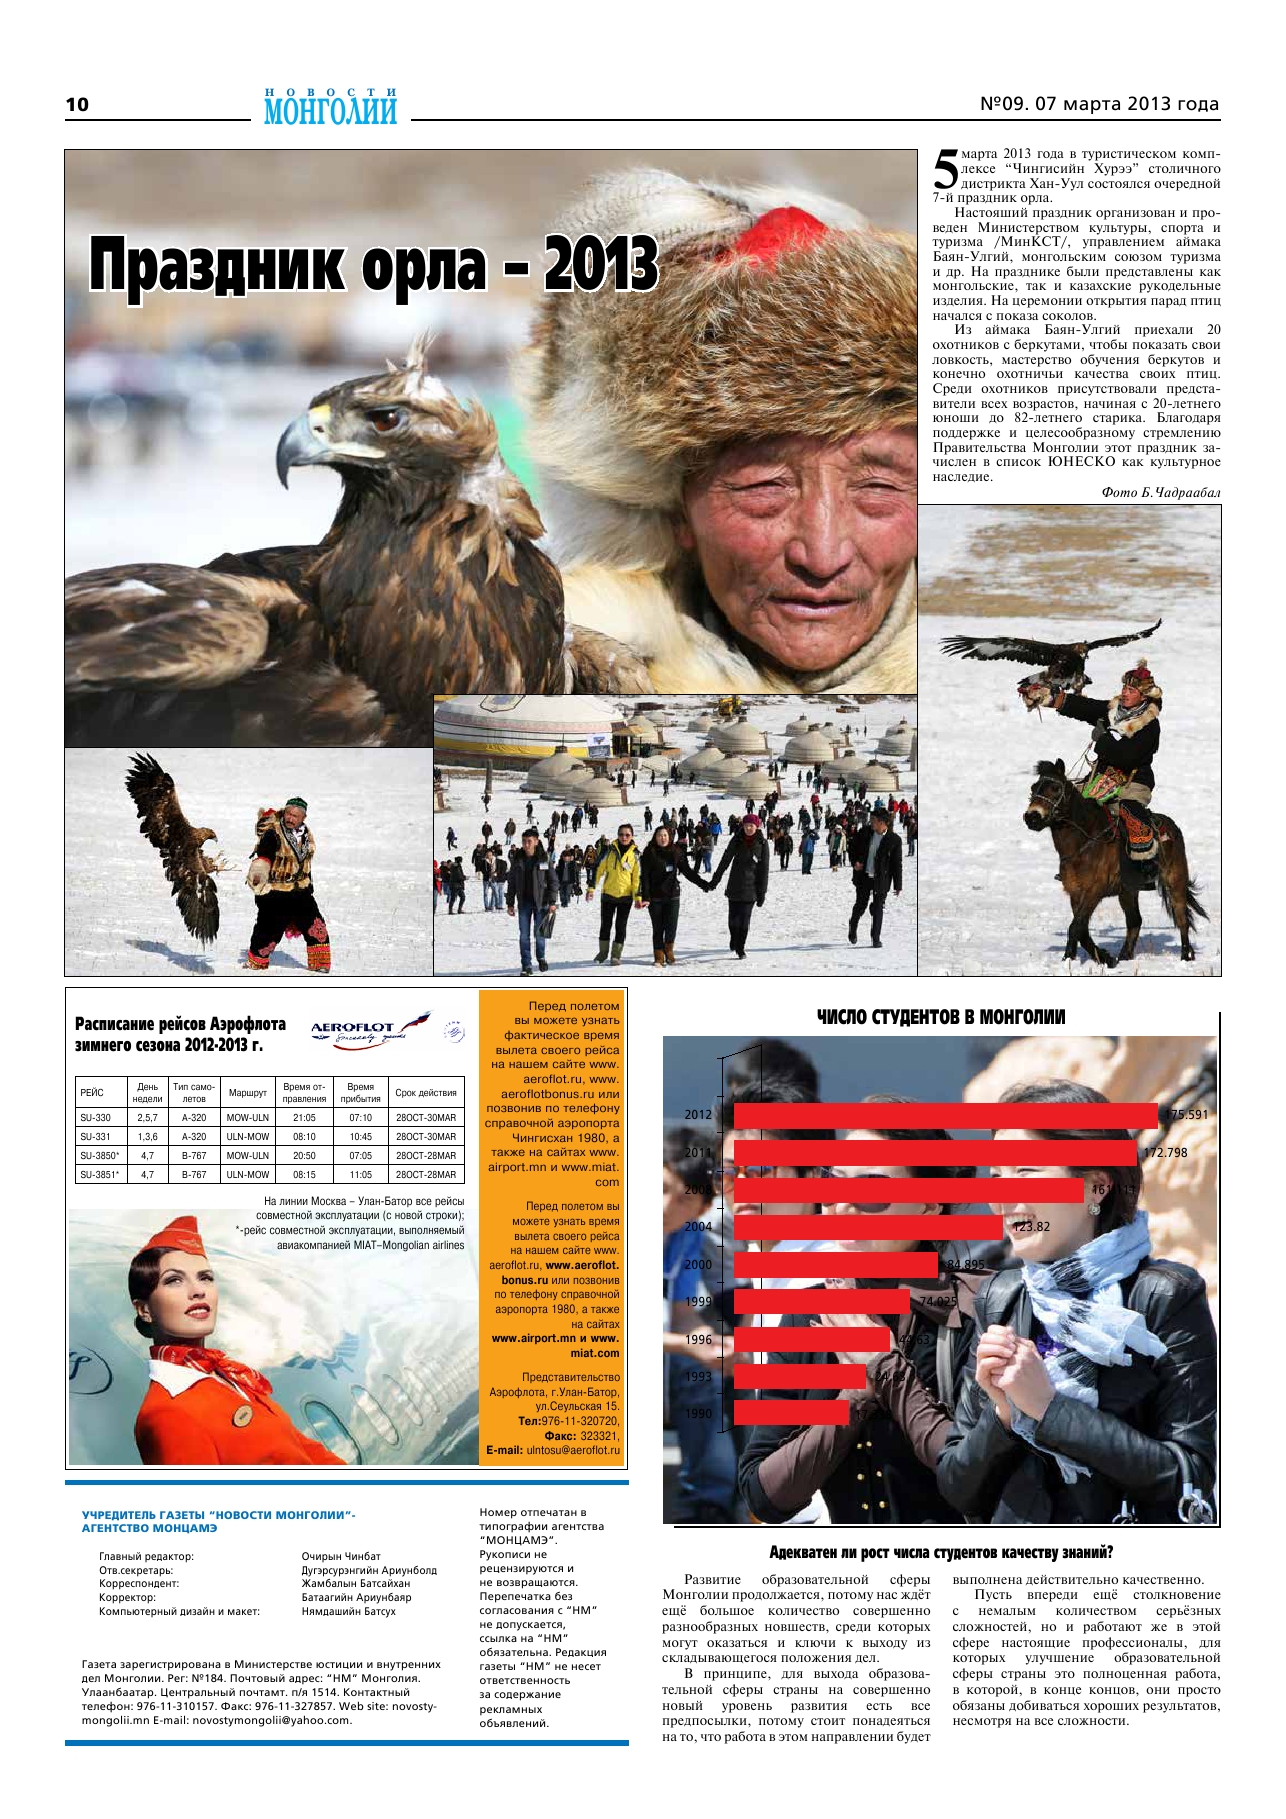 10
НОВОСТИ
МОНГОЛИИ
№09. 07 марта 2013 года
Праздник орла – 2013
5 марта 2013 года в туристическом комп-
лексе “Чингисийн Хурээ” столичного
дистрикта Хан-Уул состоялся очередной
7-й праздник орла.
Настояший праздник организован и про-
веден Министерством культуры, спорта и
туризма /МинКСТ/, управлением аймака
Баян-Улгий, монгольским союзом туризма
и др. На празднике были представлены как
монгольские, так и казахские рукодельные
изделия. На церемонии открытия парад птиц
начался с показа соколов.
Из аймака Баян-Улгий приехали 20
охотников с беркутами, чтобы показать свои
ловкость, мастерство обучения беркутов и
конечно охотничьи качества своих птиц.
Среди охотников присутствовали предста-
вители всех возрастов, начиная с 20-летнего
юноши до 82-летнего старика. Благодаря
поддержке и целесообразному стремлению
Правительства Монголии этот праздник за-
числен в список ЮНЕСКО как культурное
наследие.
Фото Б.Чадраабал
Расписание рейсов Аэрофлота
зимнего сезона 2012-2013 г.
AEROFLOT
РЕЙС | День недели | Тип само-летов | Маршрут | Время от-правления | Время прибытия | Срок действия
SU-330 | 2,5,7 | А-320 | MOW-ULN | 21:05 | 07:10 | 28OCT-30MAR
SU-331 | 1,3,6 | А-320 | ULN-MOW | 08:10 | 10:45 | 28OCT-30MAR
SU-3850* | 4,7 | В-767 | MOW-ULN | 20:50 | 07:05 | 28OCT-28MAR
SU-3851* | 4,7 | В-767 | ULN-MOW | 08:15 | 11:05 | 28OCT-28MAR
На линии Москва – Улан-Батор все рейсы
совместной эксплуатации (с новой строки);
*-рейс совместной эксплуатации, выполняемый
авиакомпанией MIAT–Mongolian airlines
Перед полетом
вы можете узнать
фактическое время
вылета своего рейса
на нашем сайте www.
aeroflot.ru, www.
aeroflotbonus.ru или
позвонив по телефону
справочной аэропорта
Чингисхан 1980, а
также на сайтах www.
airport.mn и www.miat.
com
Перед полетом вы
можете узнать время
вылета своего рейса
на нашем сайте www.
aeroflot.ru, www.aeroflot.
bonus.ru или позвонив
по телефону справочной
аэропорта 1980, а также
на сайтах
www.airport.mn и www.
miat.com
Представительство
Аэрофлота, г.Улан-Батор,
ул.Сеульская 15.
Тел:976-11-320720,
Факс: 323321,
E-mail: ulntosu@aeroflot.ru
ЧИСЛО СТУДЕНТОВ В МОНГОЛИИ
2012 175.591
2011 172.798
2008 161.111
2004 123.82
2000 84.895
1999 74.025
1996 44.63
1993
1990
УЧРЕДИТЕЛЬ ГАЗЕТЫ “НОВОСТИ МОНГОЛИИ”-
АГЕНТСТВО МОНЦАМЭ
Главный редактор: Очирын Чинбат
Отв.секретарь: Дугэрсурэнгийн Ариунболд
Корреспондент: Жамбалын Батсайхан
Корректор: Батаагийн Ариунбаяр
Компьютерный дизайн и макет: Нямдашийн Батсух
Газета зарегистрирована в Министерстве юстиции и внутренних
дел Монголии. Рег: №184. Почтовый адрес: “НМ” Монголия.
Улаанбаатар. Центральный почтамт. п/я 1514. Контактный
телефон: 976-11-310157. Факс: 976-11-327857. Web site: novosty-
mongolii.mn E-mail: novostymongolii@yahoo.com.
Номер отпечатан в
типографии агентства
“МОНЦАМЭ”.
Рукописи не
рецензируются и
не возвращаются.
Перепечатка без
согласования с “НМ”
не допускается,
ссылка на “НМ”
обязательна. Редакция
газеты “НМ” не несет
ответственность
за содержание
рекламных
объявлений.
Адекватен ли рост числа студентов качеству знаний?
Развитие образовательной сферы
Монголии продолжается, потому нас ждёт
ещё большое количество совершенно
разнообразных новшеств, среди которых
могут оказаться и ключи к выходу из
складывающегося положения дел.
В принципе, для выхода образова-
тельной сферы страны на совершенно
новый уровень развития есть все
предпосылки, потому стоит понадеяться
на то, что работа в этом направлении будет
выполнена действительно качественно.
Пусть впереди ещё столкновение
с немалым количеством серьёзных
сложностей, но и работают же в этой
сфере настоящие профессионалы, для
которых улучшение образовательной
сферы страны это полноценная работа,
в которой, в конце концов, они просто
обязаны добиваться хороших результатов,
несмотря на все сложности.